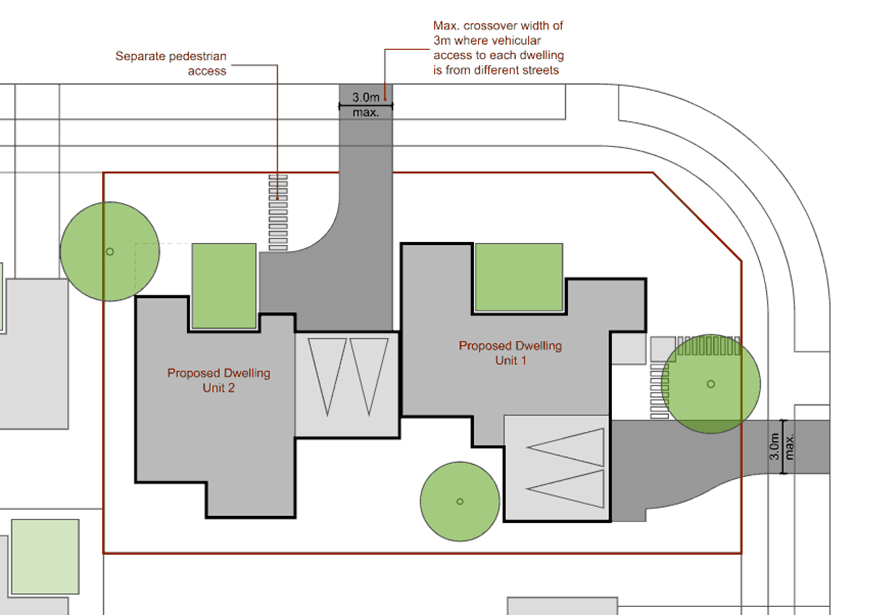 Max. crossover width of
3m where vehicular
access to each dwelling
is from different streets
Separate pedestrian
access
3.0m
max.
Proposed Dwelling
Unit 1
Proposed Dwelling
Unit 2
3.0m
max.